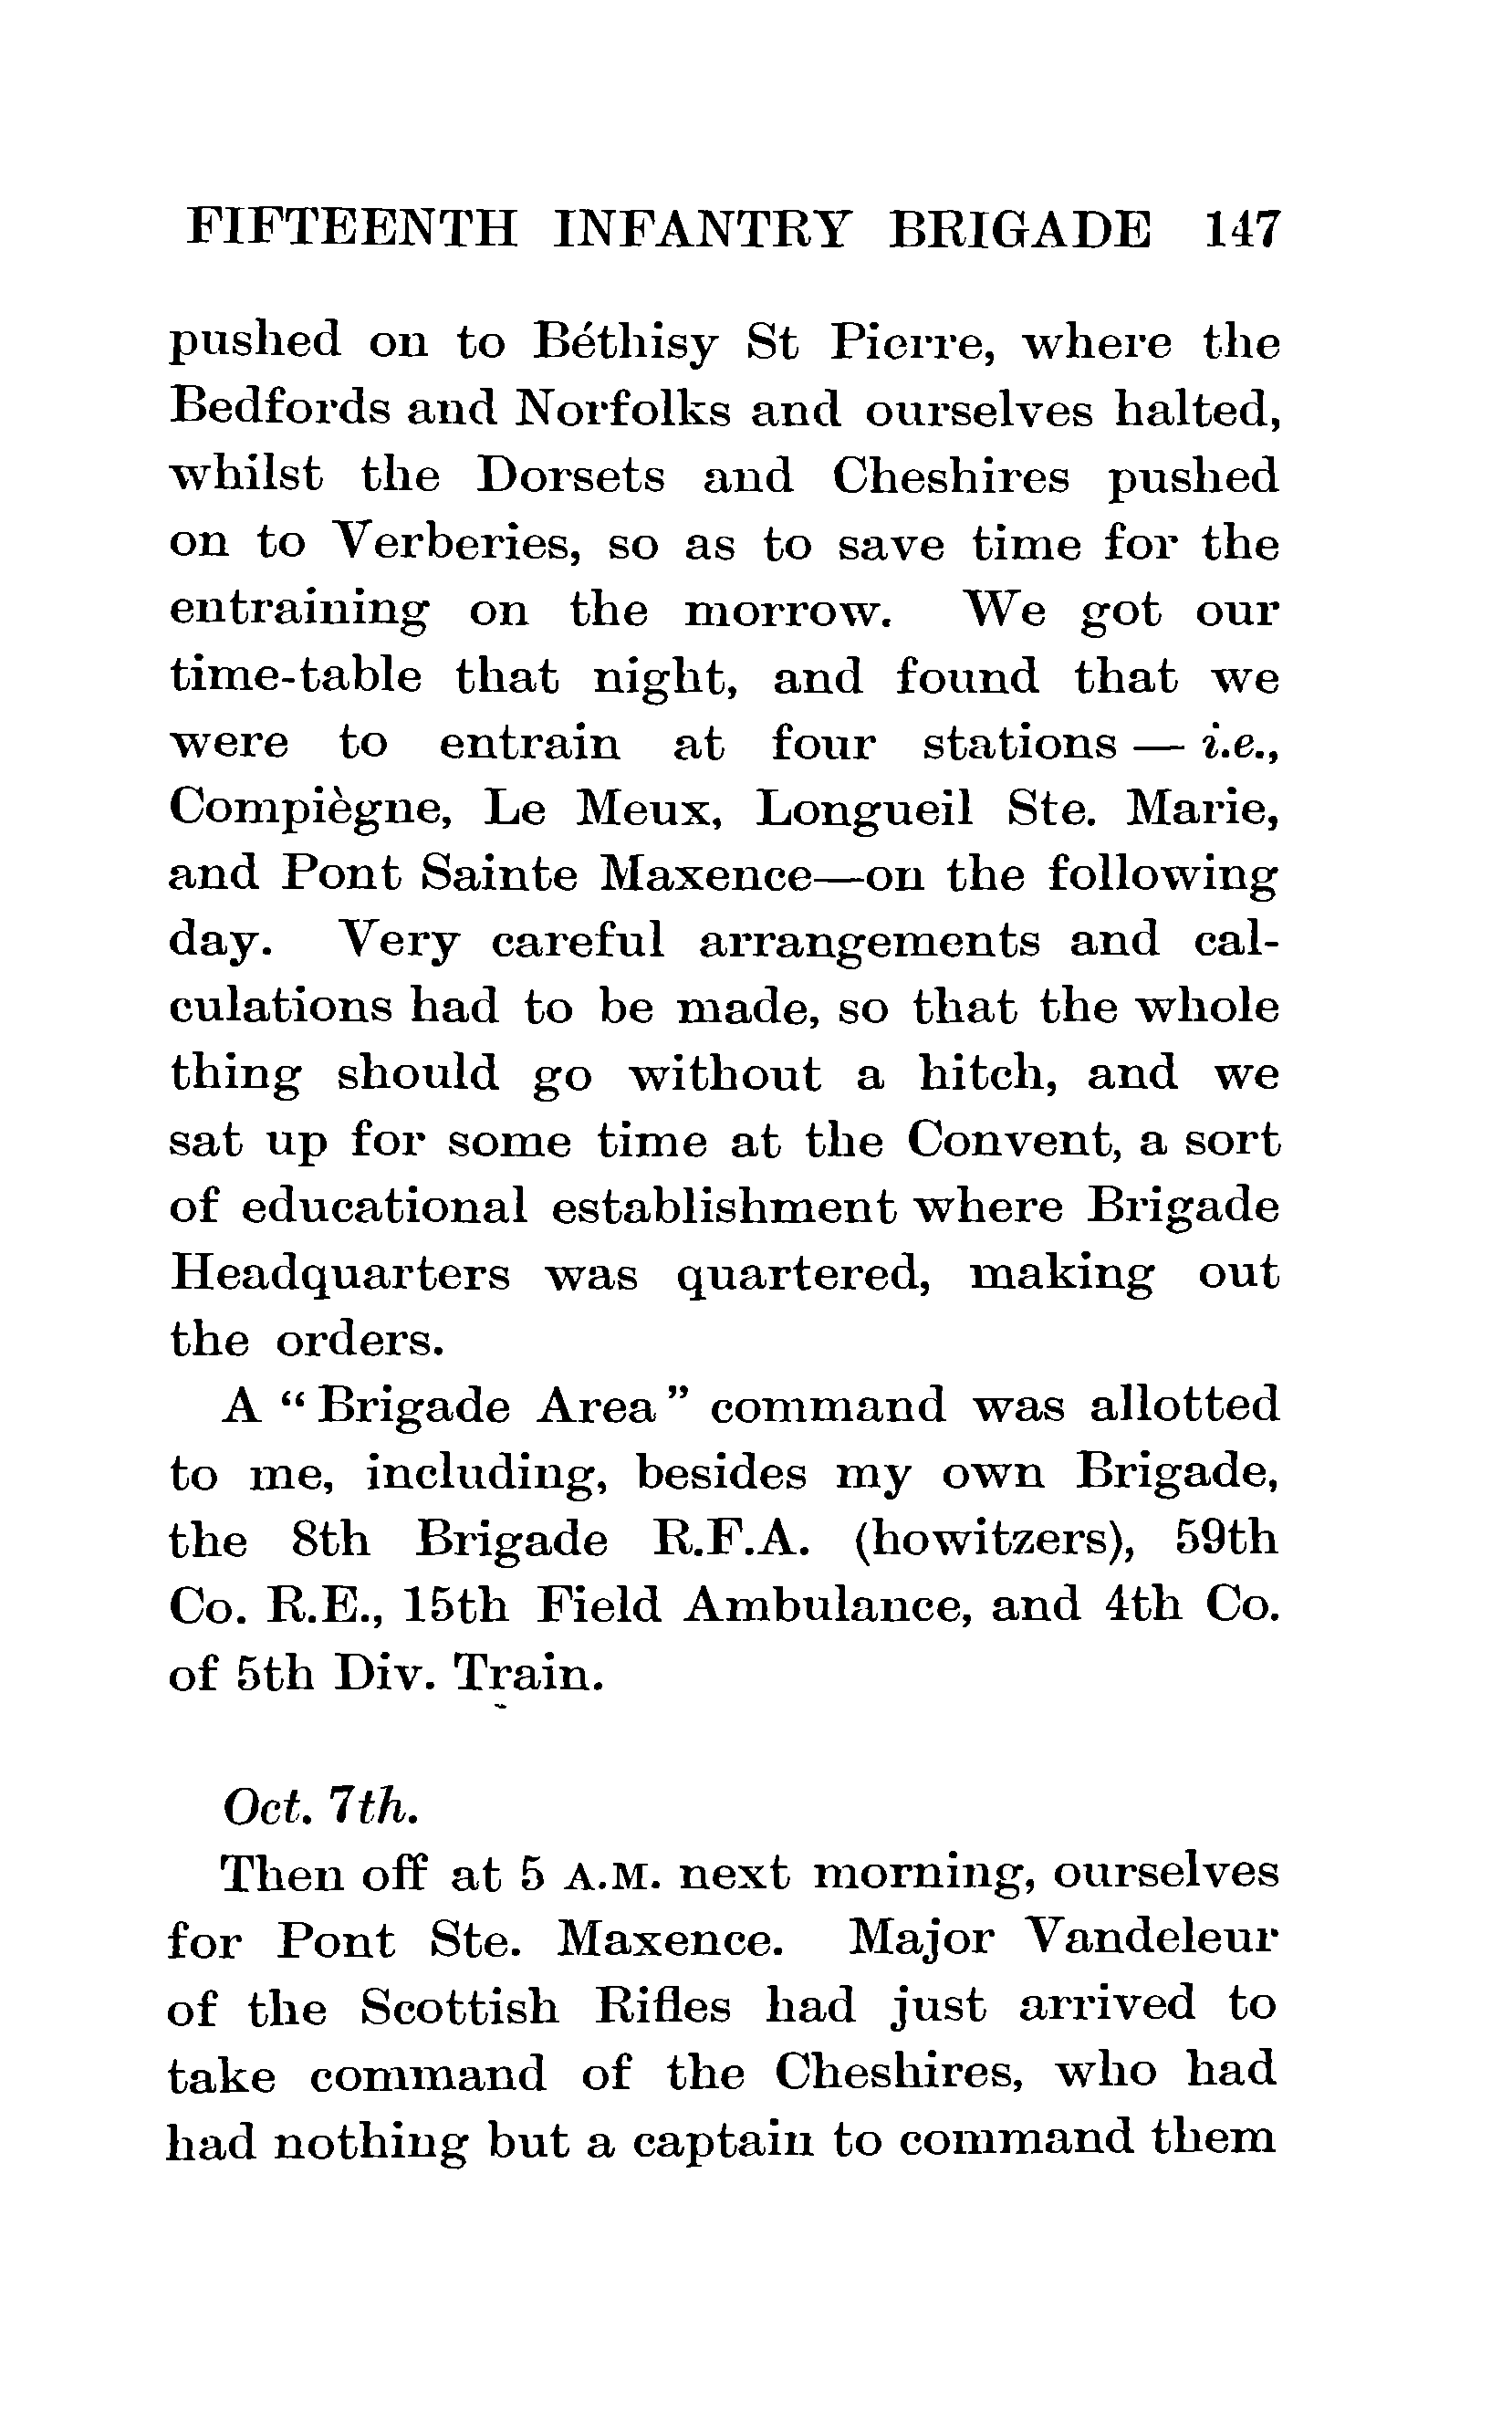 FIFTEENTH INFANTRY BRIGADE 147
pushed on to Béthisy St Pierre, where the
Bedfords and Norfolks and ourselves halted,
whilst the Dorsets and Cheshires pushed
on to Verberies, so as to save time for the
entraining on the morrow. We got our
time-table that night, and found that we
were to entrain at four stations — i.e.,
Compiègne, Le Meux, Longueil Ste. Marie,
and Pont Sainte Maxence—on the following
day. Very careful arrangements and cal-
culations had to be made, so that the whole
thing should go without a hitch, and we
sat up for some time at the Convent, a sort
of educational establishment where Brigade
Headquarters was quartered, making out
the orders.
A “Brigade Area” command was allotted
to me, including, besides my own Brigade,
the 8th Brigade R.F.A. (howitzers), 59th
Co. R.E., 15th Field Ambulance, and 4th Co.
of 5th Div. Train.
Oct. 7th.
Then off at 5 A.M. next morning, ourselves
for Pont Ste. Maxence. Major Vandeleur
of the Scottish Rifles had just arrived to
take command of the Cheshires, who had
had nothing but a captain to command them